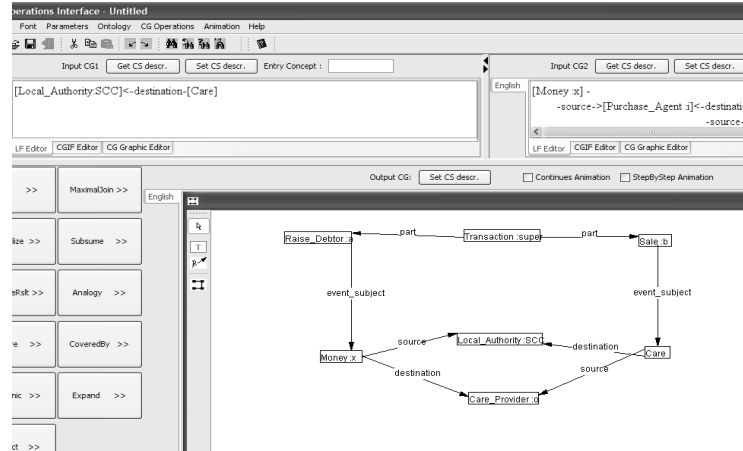 perations Interface - Untitled
Font Parameters Ontology CG Operations Animation Help
Input CG1 Get CS descr. Set CS descr. Entry Concept :
Input CG2 Get CS descr. Set CS descr.
[Local_Authority:SCC]<-destination-[Care]
English
[Money :x] -
-source->[Purchase_Agent :i]<-destinatio
-source-
LF Editor CGIF Editor CG Graphic Editor
LF Editor CGIF Editor CG Graphic Editor
Output CG: Set CS descr. Continues Animation StepByStep Animation
>> MaximalJoin >>
English
lize >> Subsume >>
eRslt >> Analogy >>
re >> CoveredBy >>
nic >> Expand >>
ct >>
T
R
Raise_Debtor :a part Transaction :super part Sale :b
event_subject event_subject
source Local_Authority :SCC destination Care
Money :x
destination source
Care_Provider :o